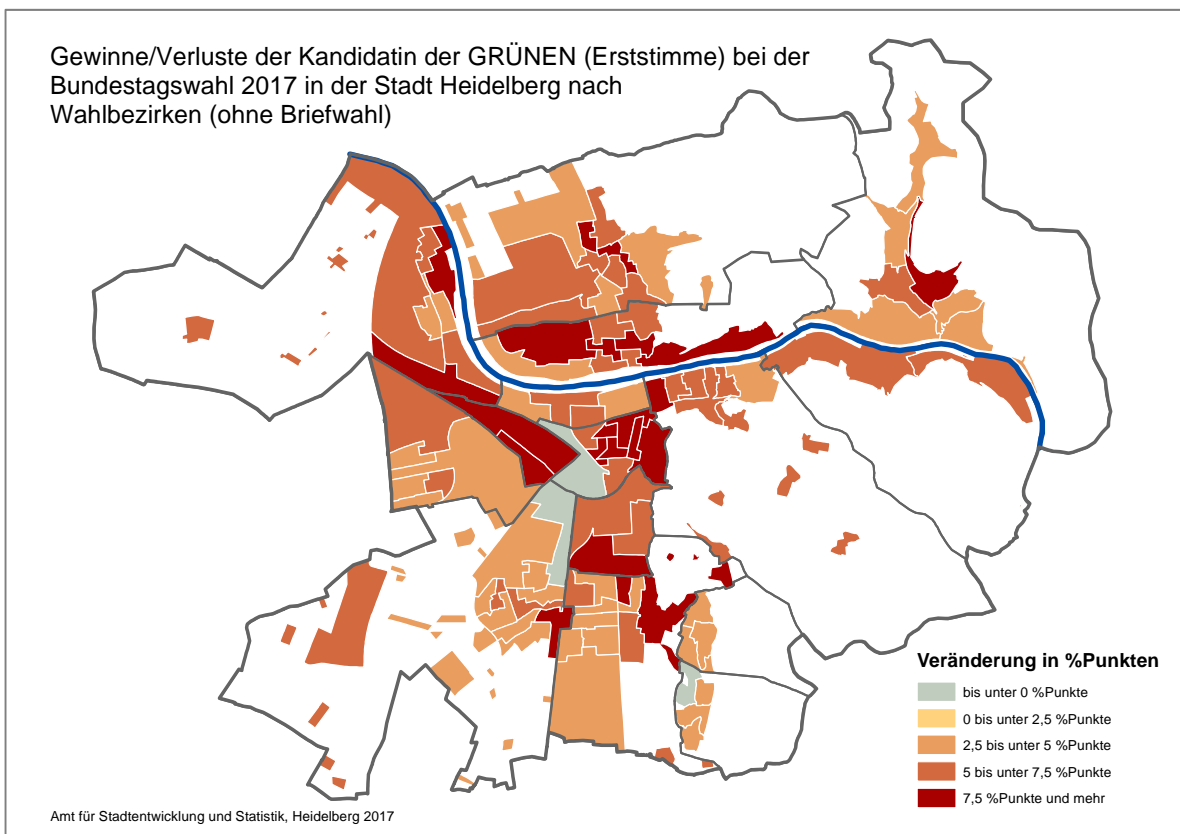 Gewinne/Verluste der Kandidatin der GRÜNEN (Erststimme) bei der
Bundestagswahl 2017 in der Stadt Heidelberg nach
Wahlbezirken (ohne Briefwahl)
Veränderung in %Punkten
bis unter 0 %Punkte
0 bis unter 2,5 %Punkte
2,5 bis unter 5 %Punkte
5 bis unter 7,5 %Punkte
7,5 %Punkte und mehr
Amt für Stadtentwicklung und Statistik, Heidelberg 2017